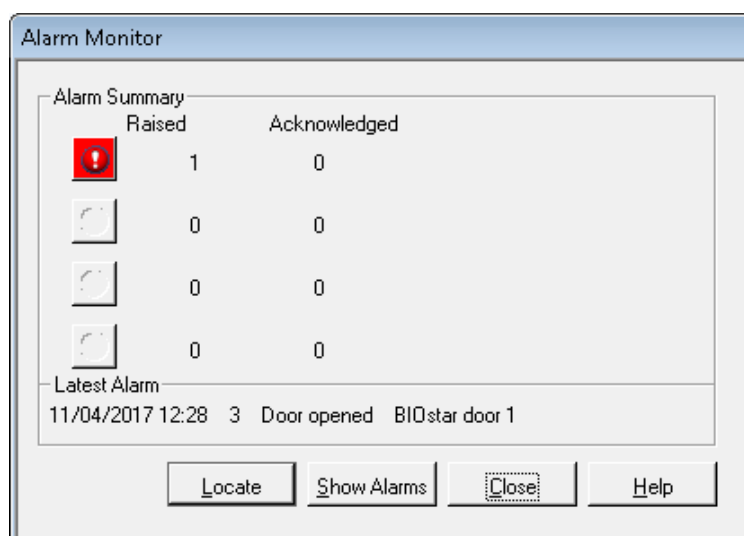 Alarm Monitor
Alarm Summary
Raised Acknowledged
1 0
0 0
0 0
0 0
Latest Alarm
11/04/2017 12:28 3 Door opened BIOstar door 1
Locate Show Alarms Close Help